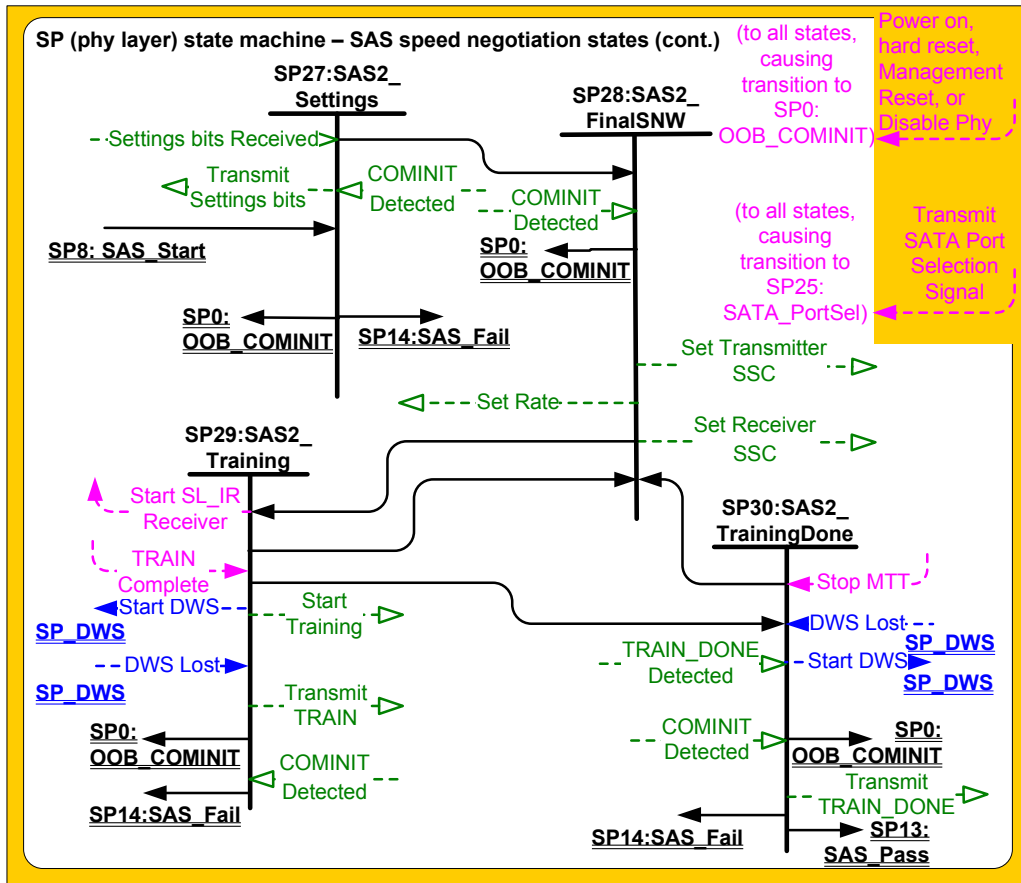 SP (phy layer) state machine – SAS speed negotiation states (cont.)
(to all states,
causing
transition to
SP0:
OOB_COMINIT)
Power on,
hard reset,
Management
Reset, or
Disable Phy
SP27:SAS2_
Settings
SP28:SAS2_
FinalSNW
Settings bits Received
Transmit
Settings bits
COMINIT
Detected
COMINIT
Detected
SP8: SAS_Start
SP0:
OOB_COMINIT
(to all states,
causing
transition to
SP25:
SATA_PortSel)
Transmit
SATA Port
Selection
Signal
SP0:
OOB_COMINIT
SP14:SAS_Fail
Set Transmitter
SSC
Set Rate
Set Receiver
SSC
SP29:SAS2_
Training
Start SL_IR
Receiver
TRAIN
Complete
Start DWS
SP_DWS
Start
Training
DWS Lost
SP_DWS
Transmit
TRAIN
SP0:
OOB_COMINIT
COMINIT
Detected
SP14:SAS_Fail
SP30:SAS2_
TrainingDone
Stop MTT
DWS Lost
SP_DWS
TRAIN_DONE
Detected
Start DWS
SP_DWS
COMINIT
Detected
SP0:
OOB_COMINIT
Transmit
TRAIN_DONE
SP14:SAS_Fail
SP13:
SAS_Pass